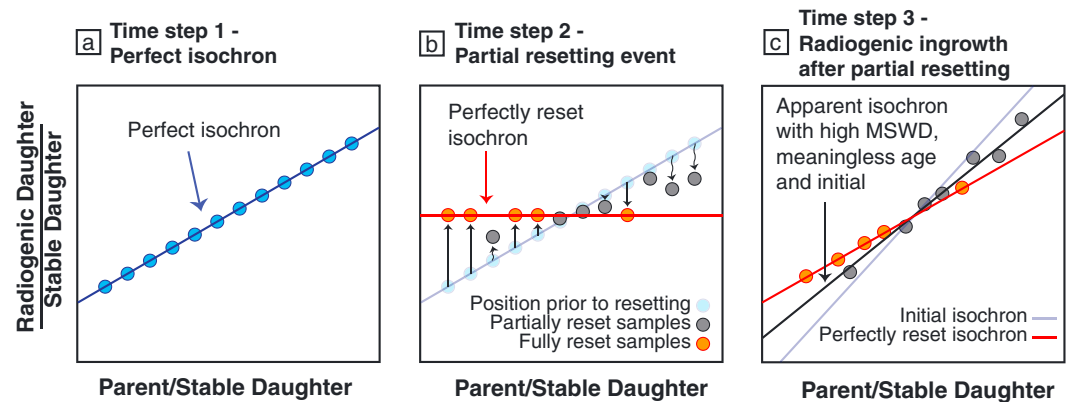 a
Time step 1 -
Perfect isochron
Perfect isochron
b
Time step 2 -
Partial resetting event
Perfectly reset
isochron
Position prior to resetting
Partially reset samples
Fully reset samples
c
Time step 3 -
Radiogenic ingrowth
after partial resetting
Apparent isochron
with high MSWD,
meaningless age
and initial
Initial isochron
Perfectly reset isochron
Radiogenic Daughter
Stable Daughter
Parent/Stable Daughter
Parent/Stable Daughter
Parent/Stable Daughter